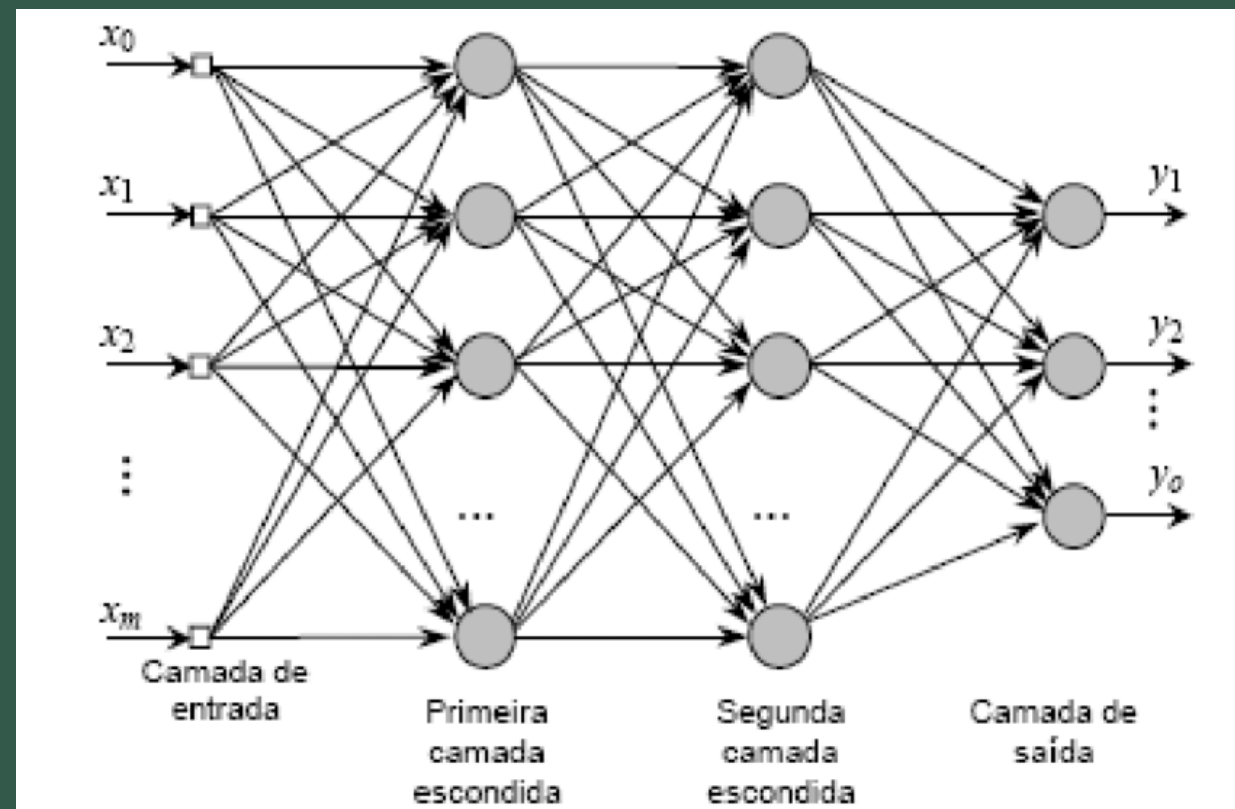 x0
x1
y1
x2
y2
⋮
⋮
yo
...
...
xm
Camada de
entrada
Primeira
camada
escondida
Segunda
camada
escondida
Camada de
saída